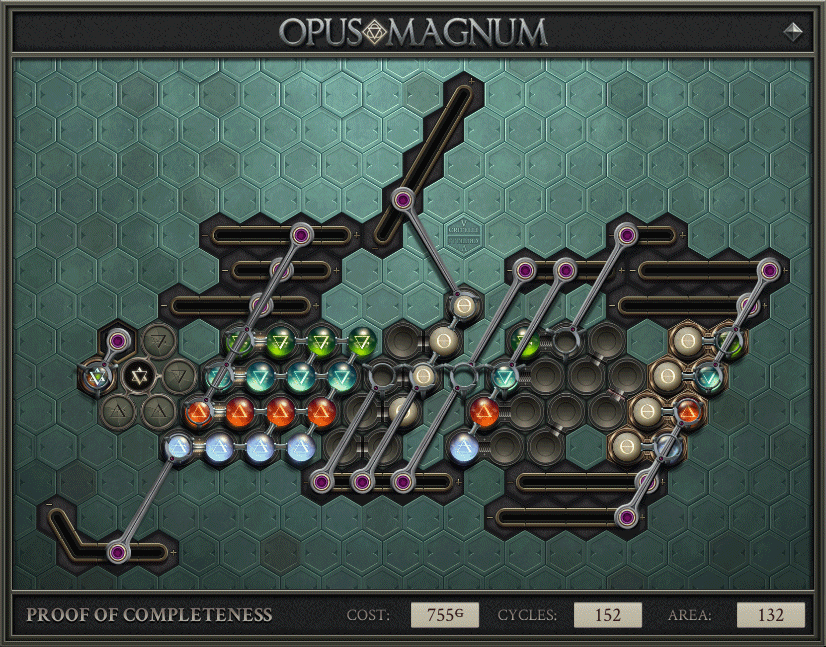 OPUS MAGNUM
PROOF OF COMPLETENESS
COST: 755G
CYCLES: 152
AREA: 132